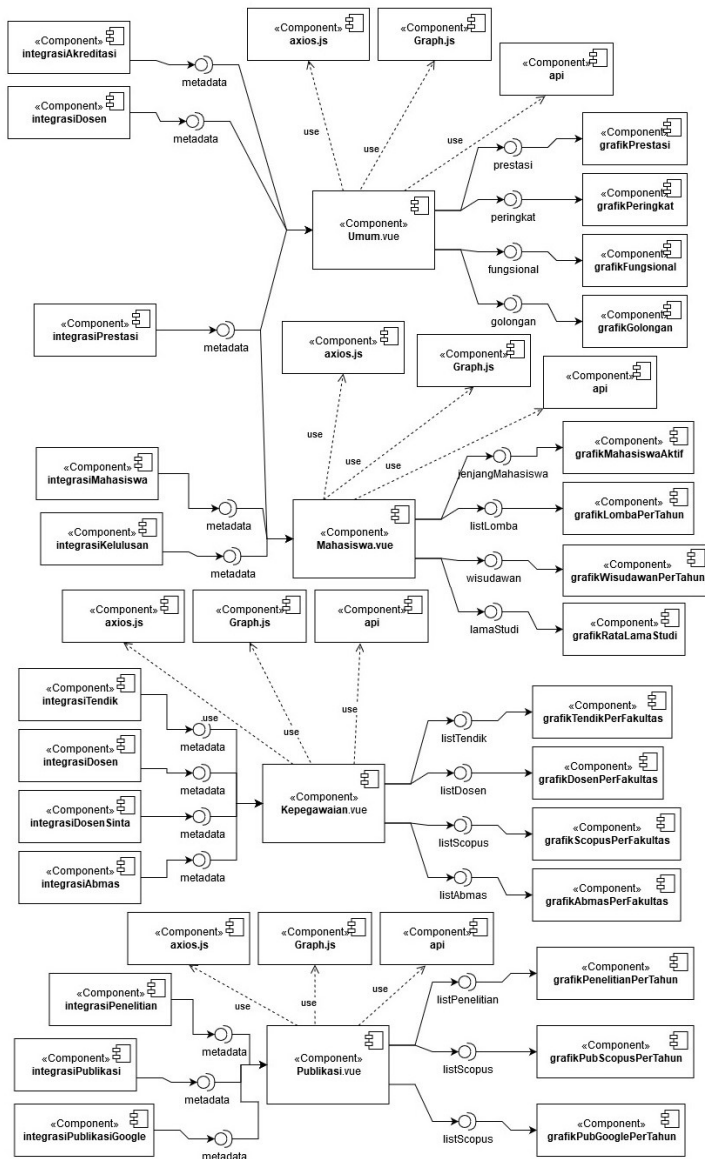 «Component»
axios.js
«Component»
Graph.js
«Component»
integrasiAkreditasi
metadata
«Component»
api
«Component»
integrasiDosen
metadata
use
use
use
«Component»
grafikPrestasi
prestasi
«Component»
Umum.vue
«Component»
grafikPeringkat
peringkat
«Component»
grafikFungsional
fungsional
«Component»
grafikGolongan
golongan
«Component»
integrasiPrestasi
metadata
«Component»
axios.js
«Component»
Graph.js
«Component»
api
use
use
use
«Component»
grafikMahasiswaAktif
jenjangMahasiswa
«Component»
integrasiMahasiswa
metadata
«Component»
grafikLombaPerTahun
listLomba
«Component»
integrasiKelulusan
metadata
«Component»
Mahasiswa.vue
«Component»
grafikWisudawanPerTahun
wisudawan
«Component»
grafikRataLamaStudi
lamaStudi
«Component»
axios.js
«Component»
Graph.js
«Component»
api
«Component»
integrasiTendik
metadata
use
use
use
«Component»
grafikTendikPerFakultas
listTendik
«Component»
integrasiDosen
metadata
«Component»
grafikDosenPerFakultas
listDosen
«Component»
Kepegawaian.vue
«Component»
integrasiDosenSinta
metadata
«Component»
grafikScopusPerFakultas
listScopus
«Component»
integrasiAbmas
metadata
«Component»
grafikAbmasPerFakultas
listAbmas
«Component»
axios.js
«Component»
Graph.js
«Component»
api
«Component»
integrasiPenelitian
metadata
use
use
use
«Component»
grafikPenelitianPerTahun
listPenelitian
«Component»
integrasiPublikasi
metadata
«Component»
Publikasi.vue
«Component»
grafikPubScopusPerTahun
listScopus
«Component»
integrasiPublikasiGoogle
metadata
«Component»
grafikPubGooglePerTahun
listScopus